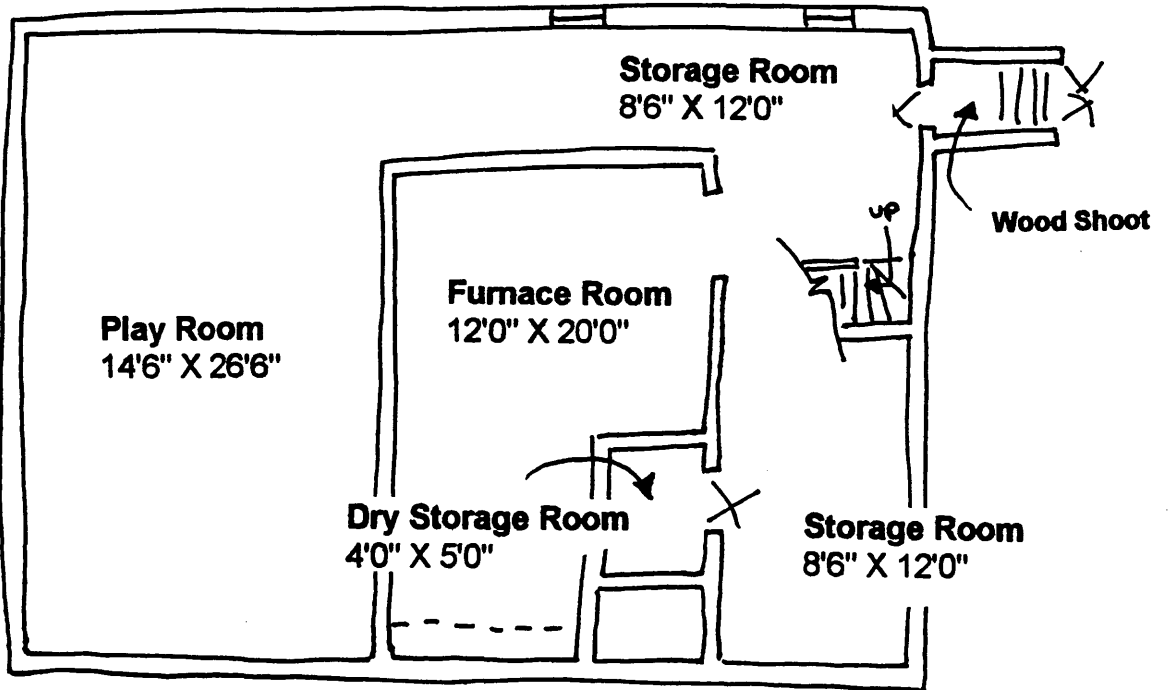 Storage Room
8'6" X 12'0"
Wood Shoot
up
Furnace Room
12'0" X 20'0"
Play Room
14'6" X 26'6"
Dry Storage Room
4'0" X 5'0"
Storage Room
8'6" X 12'0"